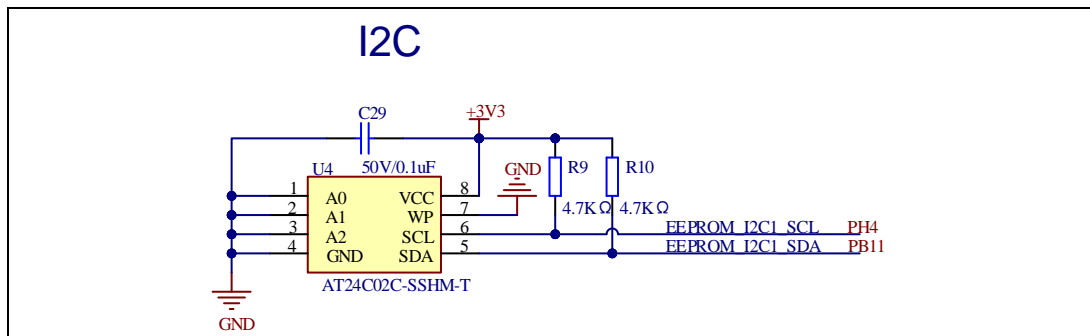 I2C
C29
+3V3
U4
50V/0.1uF
GND
R9
R10
1
A0
VCC
8
2
A1
WP
7
4.7KΩ
4.7KΩ
3
A2
SCL
6
EEPROM_I2C1_SCL
PH4
4
GND
SDA
5
EEPROM_I2C1_SDA
PB11
AT24C02C-SSHM-T
GND